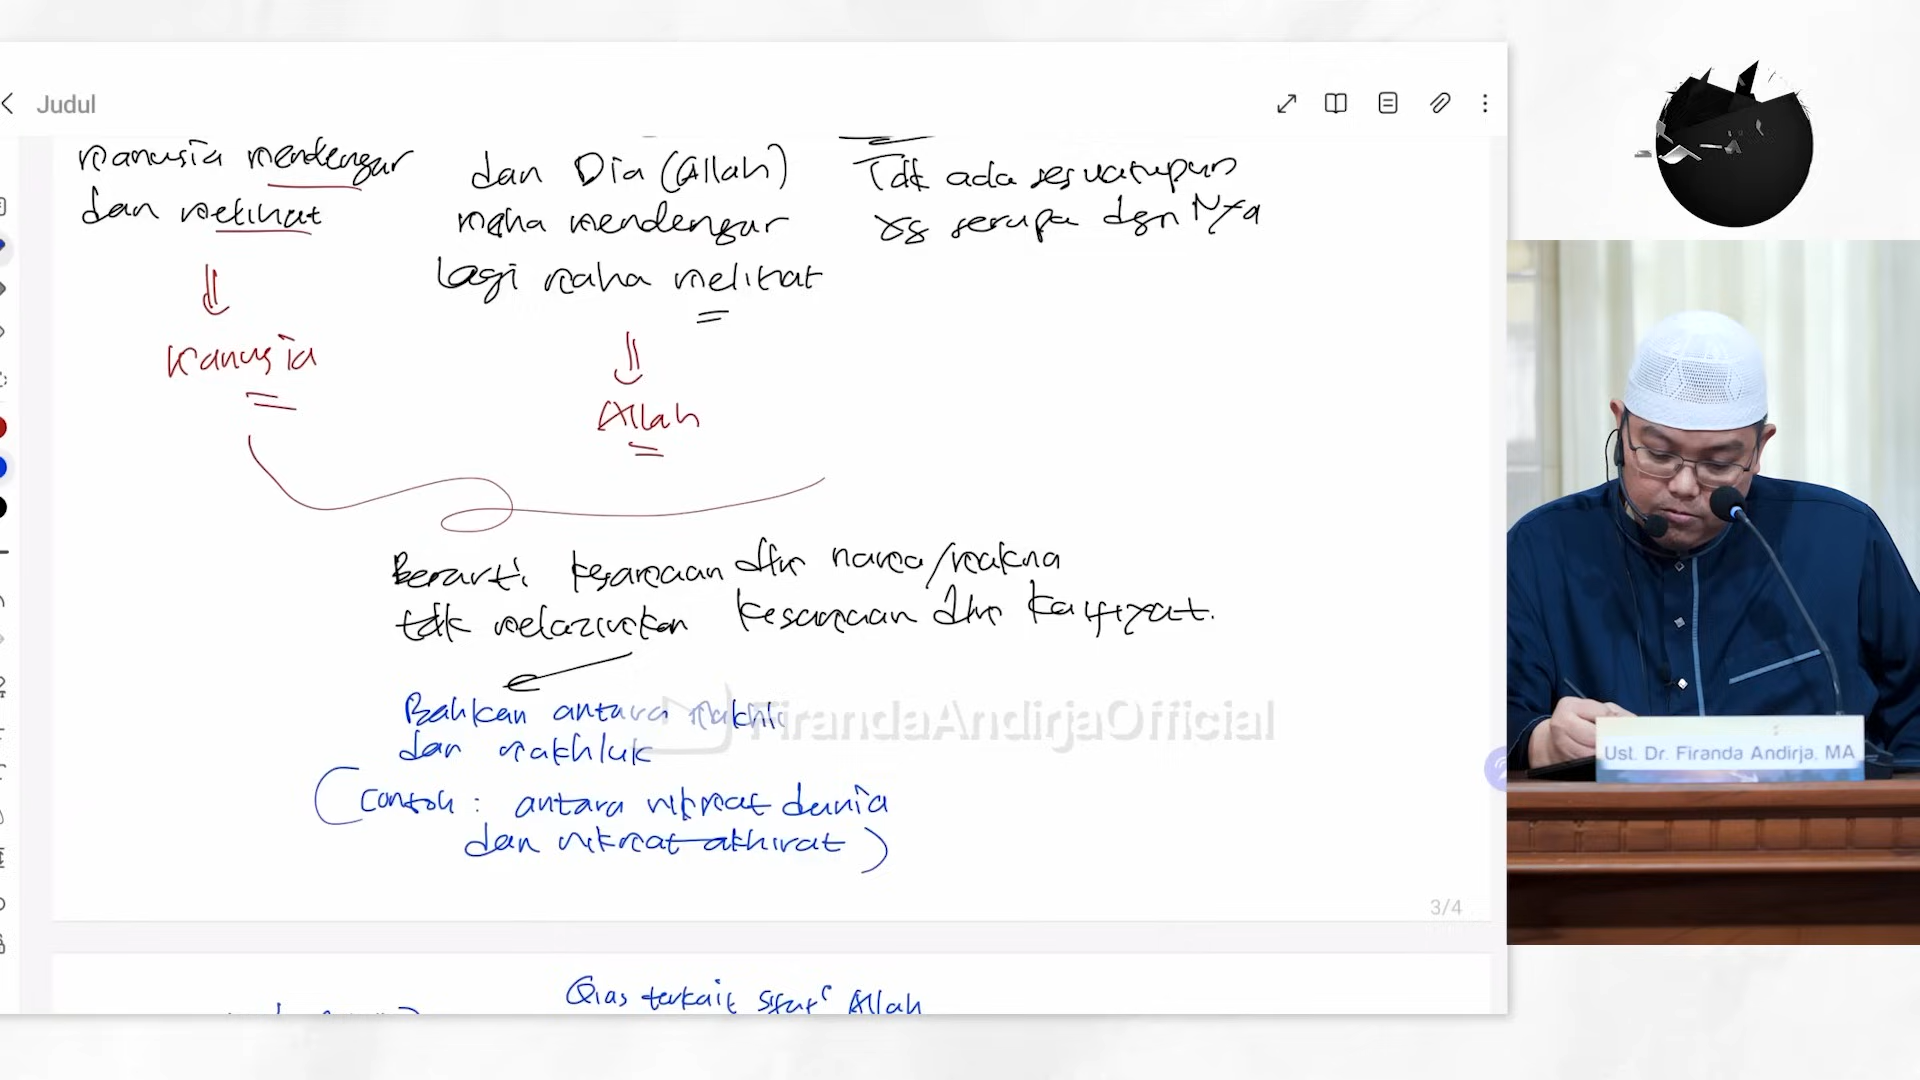 Judul
manusia mendengar
dan melihat
Manusia
dan Dia (Allah)
maha mendengar
lagi maha melihat
Allah
Tdk ada sesuatupun
yg serupa dgn Nya
Berarti kesamaan dlm nama/makna
tdk melazimkan kesamaan dlm kaifiyat.
Bahkan antara makhluk
dan makhluk
(Contoh : antara nikmat dunia
dan nikmat akhirat)
FirandaAndirjaOfficial
3/4
Qias terkait sifat² Allah
Ust. Dr. Firanda Andirja, MA